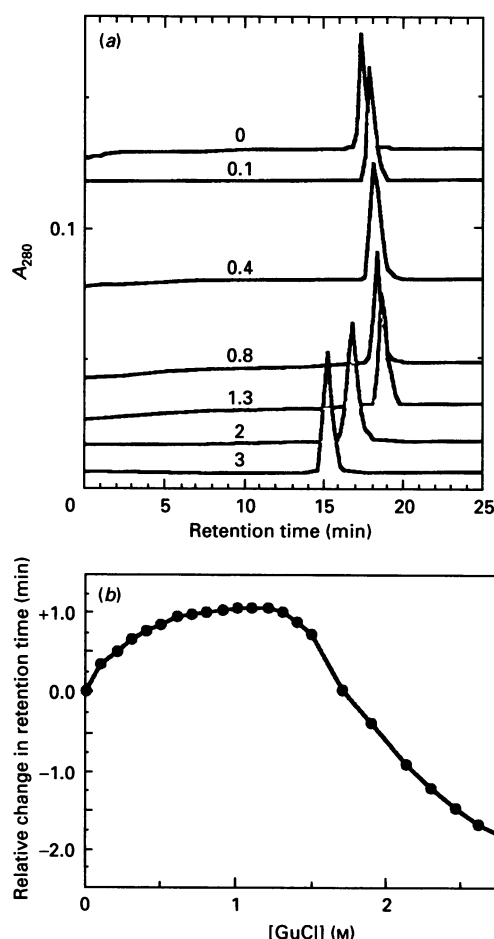 (a)
0
0.1
0.1
0.4
0.8
1.3
2
3
A280
0 5 10 15 20 25
Retention time (min)
(b)
+1.0
0.0
−1.0
−2.0
Relative change in retention time (min)
0 1 2
[GuCl] (M)